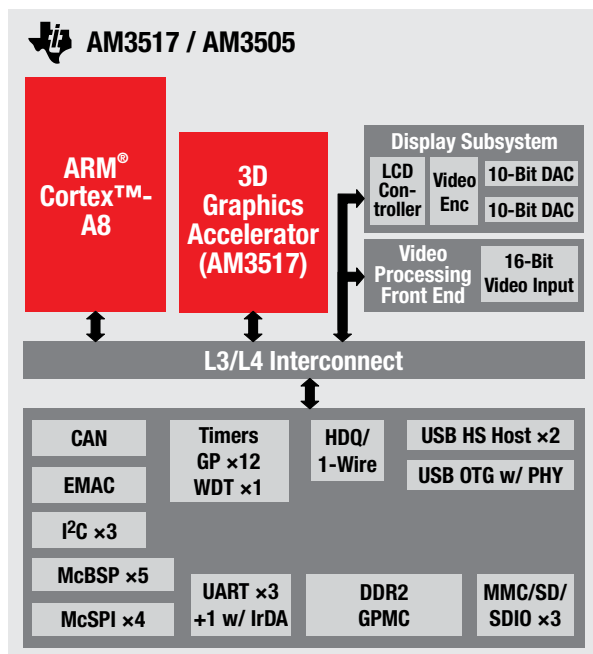 AM3517 / AM3505
ARM®
Cortex™-
A8
3D
Graphics
Accelerator
(AM3517)
Display Subsystem
LCD
Con-
troller
Video
Enc
10-Bit DAC
10-Bit DAC
Video
Processing
Front End
16-Bit
Video Input
L3/L4 Interconnect
CAN
EMAC
I²C ×3
McBSP ×5
McSPI ×4
Timers
GP ×12
WDT ×1
HDQ/
1-Wire
USB HS Host ×2
USB OTG w/ PHY
UART ×3
+1 w/ IrDA
DDR2
GPMC
MMC/SD/
SDIO ×3